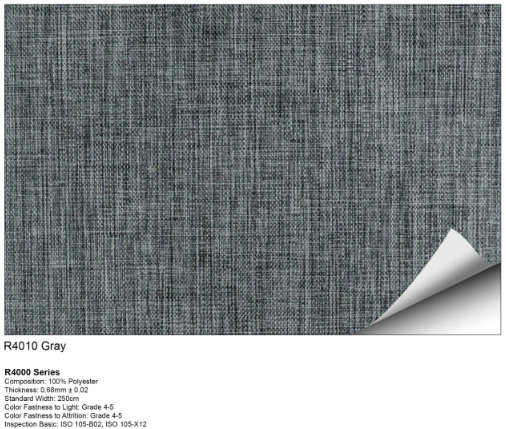 R4010 Gray
R4000 Series
Composition: 100% Polyester
Thickness: 0.68mm ± 0.02
Standard Width: 250cm
Color Fastness to Light: Grade 4-5
Color Fastness to Attrition: Grade 4-5
Inspection Basic: ISO 105-B02, ISO 105-X12